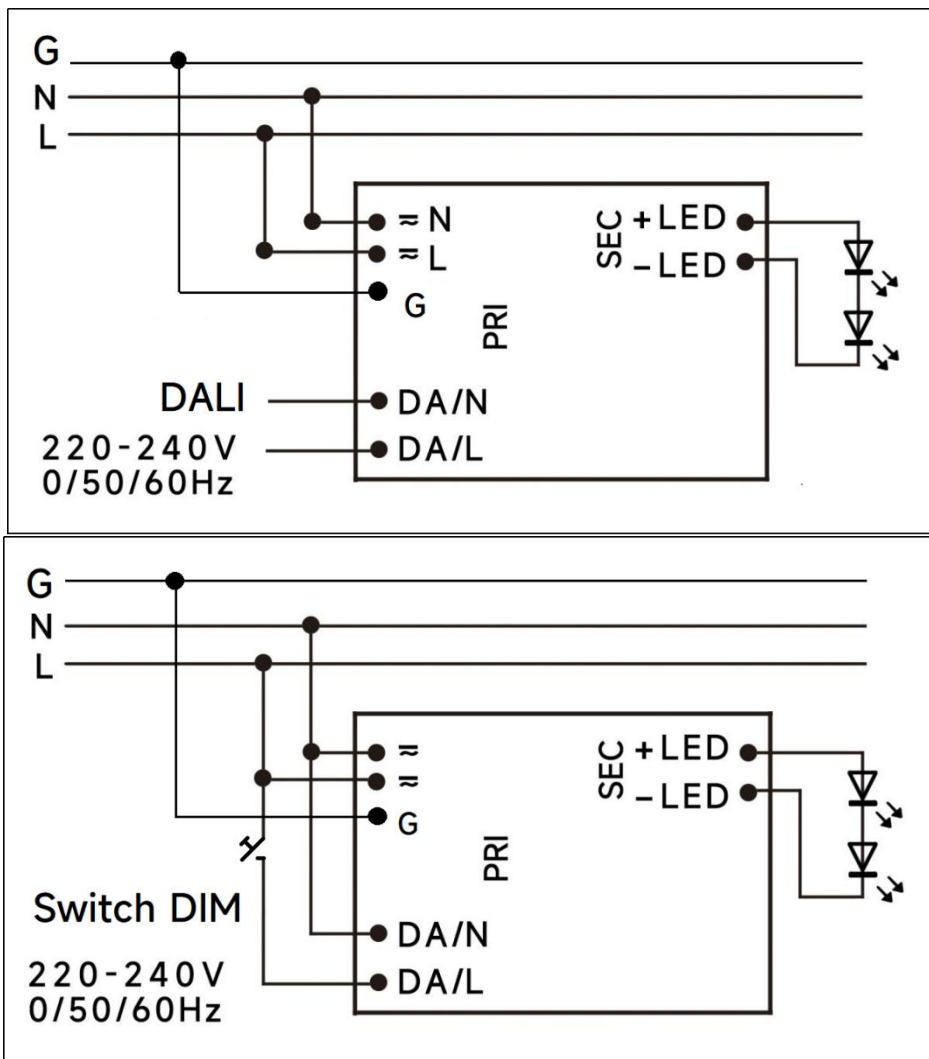 G
N
L
≂ N
≂ L
G
PRI
SEC
+LED
−LED
DALI
DA/N
DA/L
220-240V
0/50/60Hz
G
N
L
≂
≂
G
PRI
SEC
+LED
−LED
Switch DIM
DA/N
DA/L
220-240V
0/50/60Hz